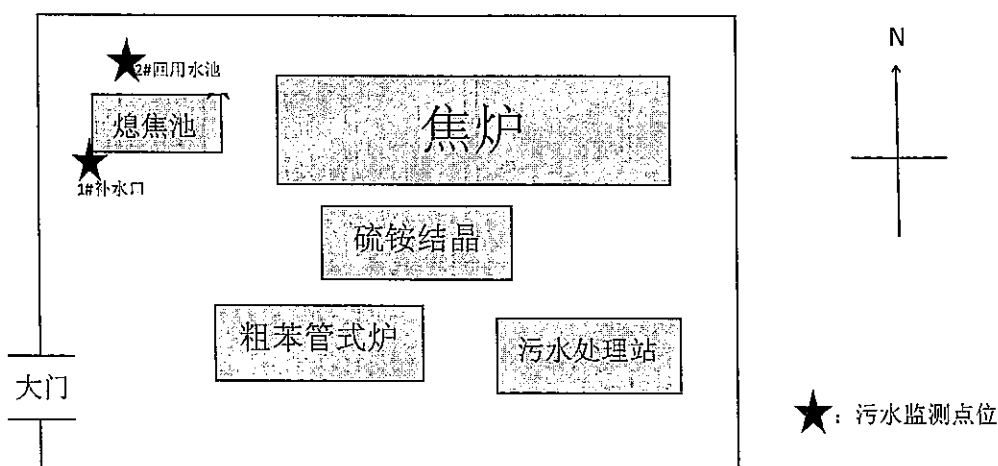 N
2#回用水池
熄焦池
焦炉
1#补水口
硫铵结晶
粗苯管式炉
污水处理站
大门
★：污水监测点位